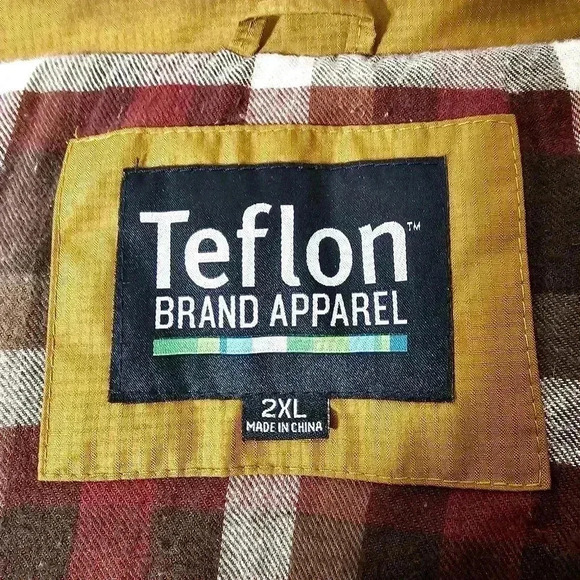 Teflon™
BRAND APPAREL
2XL
MADE IN CHINA